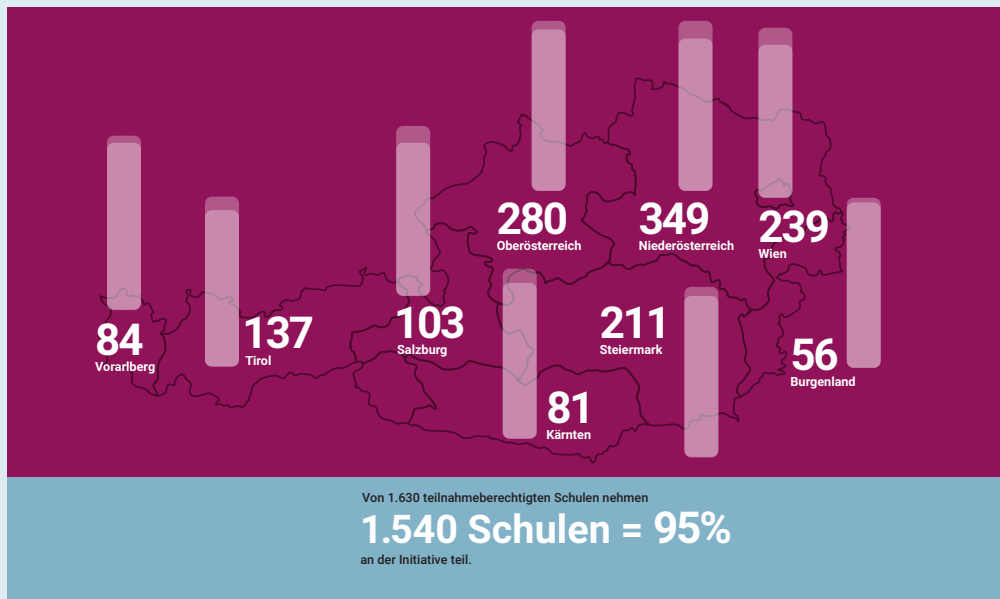 280
Oberösterreich
349
Niederösterreich
239
Wien
84
Vorarlberg
137
Tirol
103
Salzburg
211
Steiermark
56
Burgenland
81
Kärnten
Von 1.630 teilnahmeberechtigten Schulen nehmen
1.540 Schulen = 95%
an der Initiative teil.